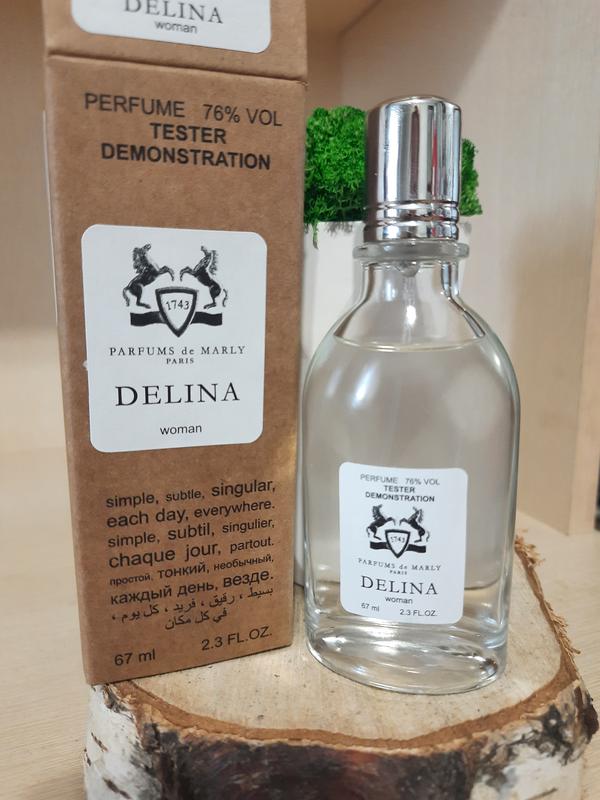 DELINA
woman
PERFUME 76% VOL
TESTER
DEMONSTRATION
1743
PARFUMS de MARLY
PARIS
DELINA
woman
simple, subtle, singular,
each day, everywhere.
simple, subtil, singulier,
chaque jour, partout.
простой, тонкий, необычный,
каждый день, везде.
بسيط ، رفيق ، فريد ، كل يوم ،
في كل مكان
67 ml 2.3 FL.OZ.
PERFUME 76% VOL
TESTER
DEMONSTRATION
1743
PARFUMS de MARLY
PARIS
DELINA
woman
67 ml 2.3 FL.OZ.